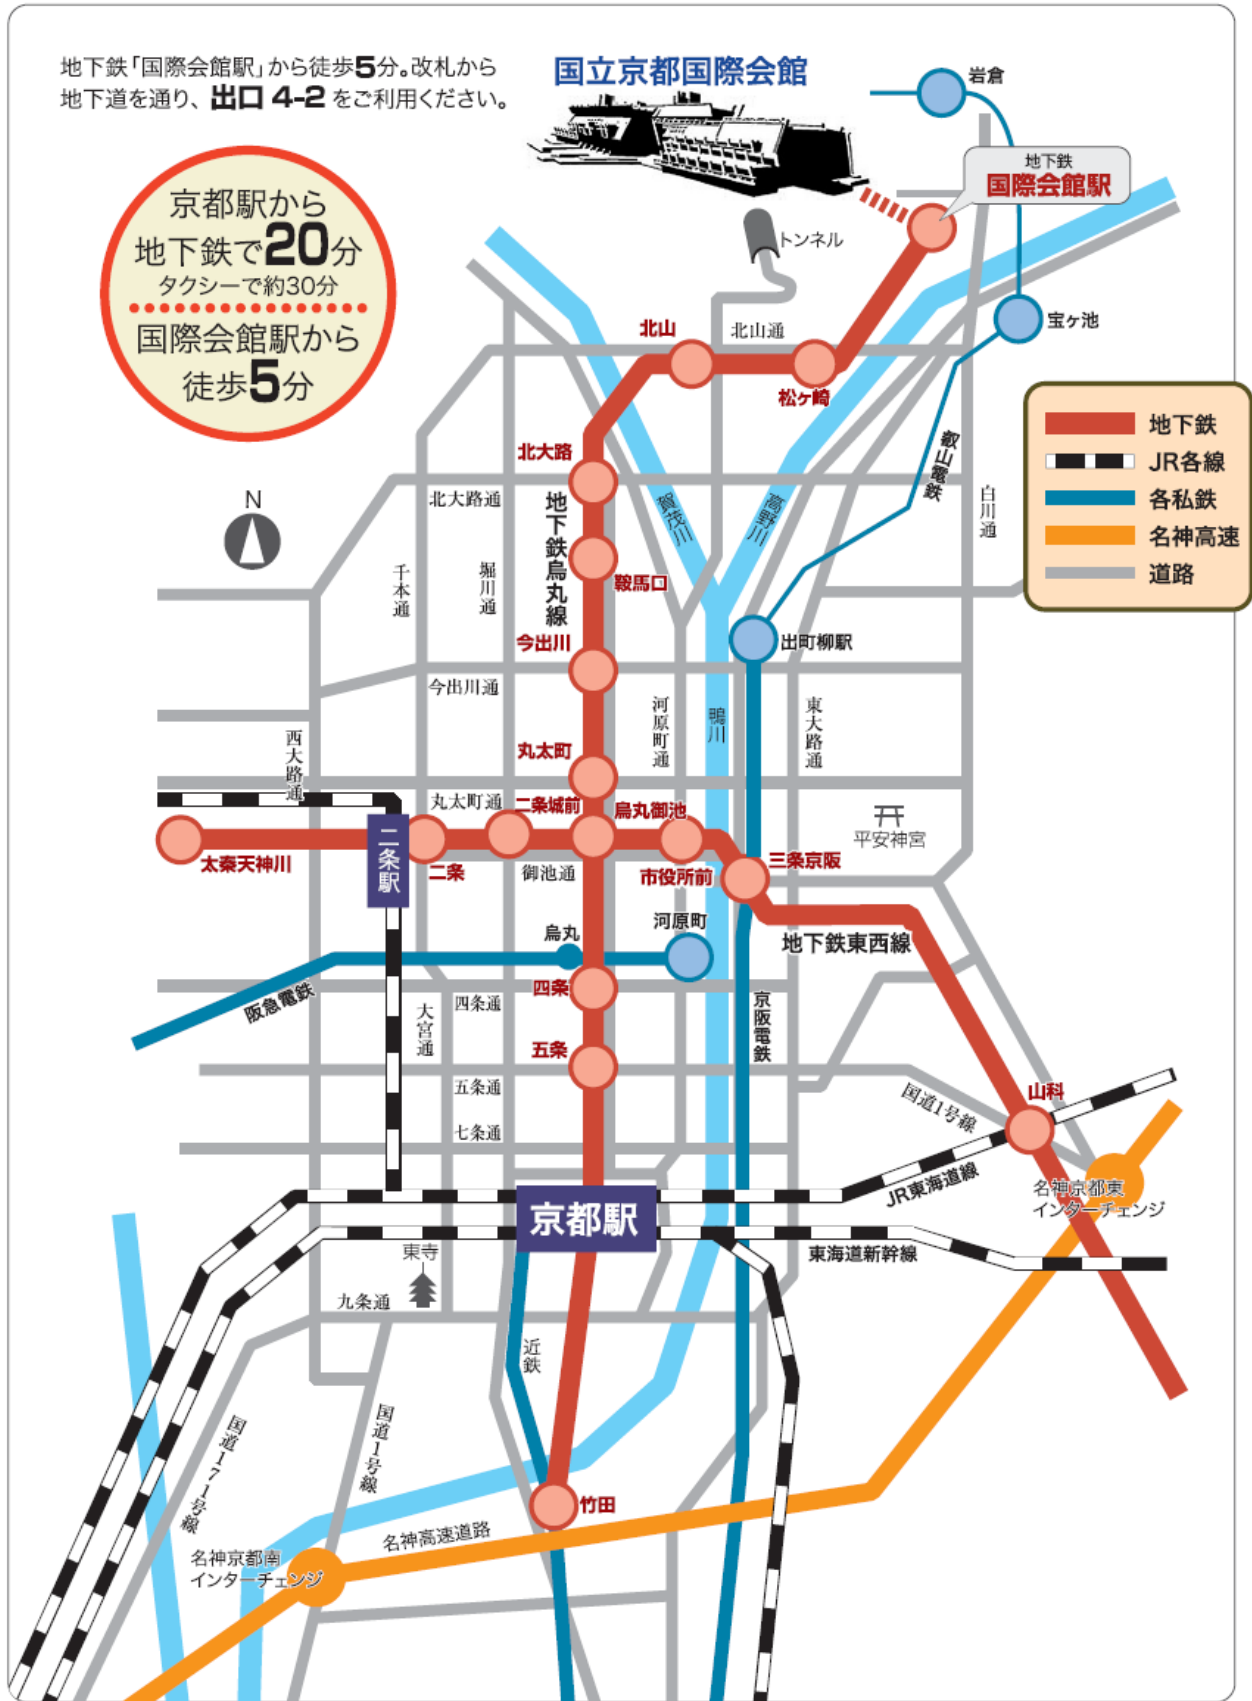 地下鉄「国際会館駅」から徒歩5分。改札から
地下道を通り、出口 4-2 をご利用ください。
国立京都国際会館
岩倉
地下鉄
国際会館駅
京都駅から
地下鉄で20分
タクシーで約30分
国際会館駅から
徒歩5分
トンネル
北山
北山通
宝ヶ池
松ヶ崎
地下鉄
JR各線
各私鉄
名神高速
道路
叡山電鉄
北大路
北大路通
地下鉄烏丸線
賀茂川
高野川
白川通
N
千本通
堀川通
鞍馬口
今出川
出町柳駅
今出川通
河原町通
鴨川
東大路通
西大路通
丸太町
丸太町通
二条城前
烏丸御池
平安神宮
二条駅
太秦天神川
二条
御池通
市役所前
三条京阪
烏丸
河原町
地下鉄東西線
阪急電鉄
四条
四条通
大宮通
京阪電鉄
五条
五条通
国道1号線
山科
七条通
JR東海道線
名神京都東
インターチェンジ
京都駅
東寺
東海道新幹線
九条通
近鉄
国道171号線
国道1号線
竹田
名神高速道路
名神京都南
インターチェンジ